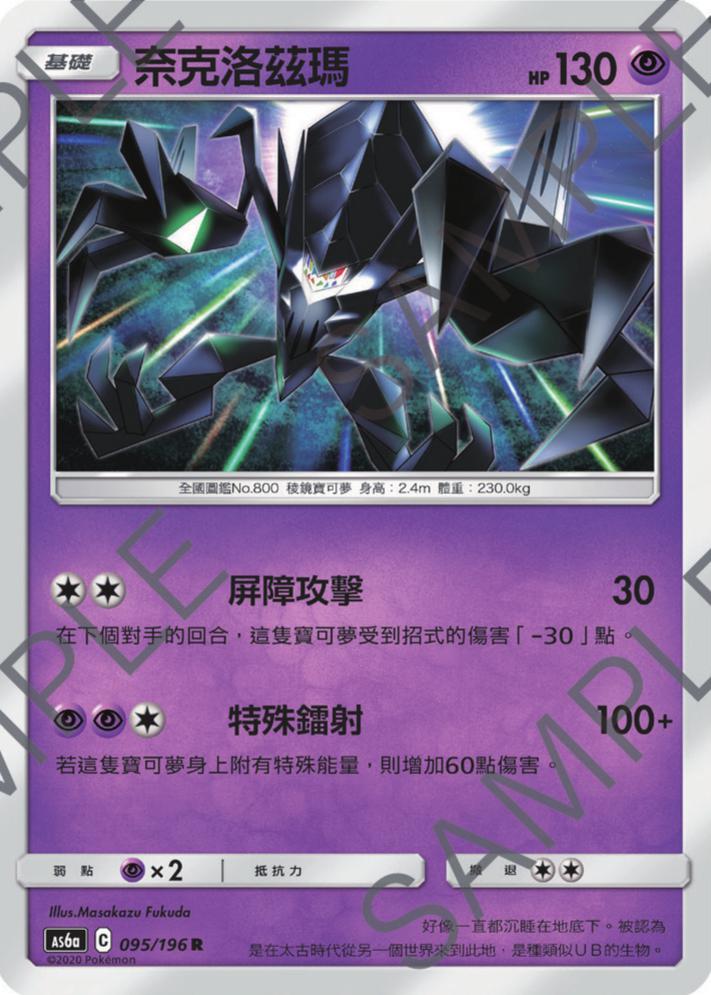 基礎
奈克洛茲瑪
HP 130
全國圖鑑No.800 稜鏡寶可夢 身高：2.4m 體重：230.0kg
屏障攻擊 30
在下個對手的回合，這隻寶可夢受到招式的傷害「-30」點。
特殊鐳射 100+
若這隻寶可夢身上附有特殊能量，則增加60點傷害。
弱點 ×2 抵抗力 撤退
Illus.Masakazu Fukuda
好像一直都沉睡在地底下。被認為
AS6a C 095/196 R
是在太古時代從另一個世界來到此地，是種類似UB的生物。
©2020 Pokémon
SAMPLE
SAMPLE
SAMPLE
SAMPLE